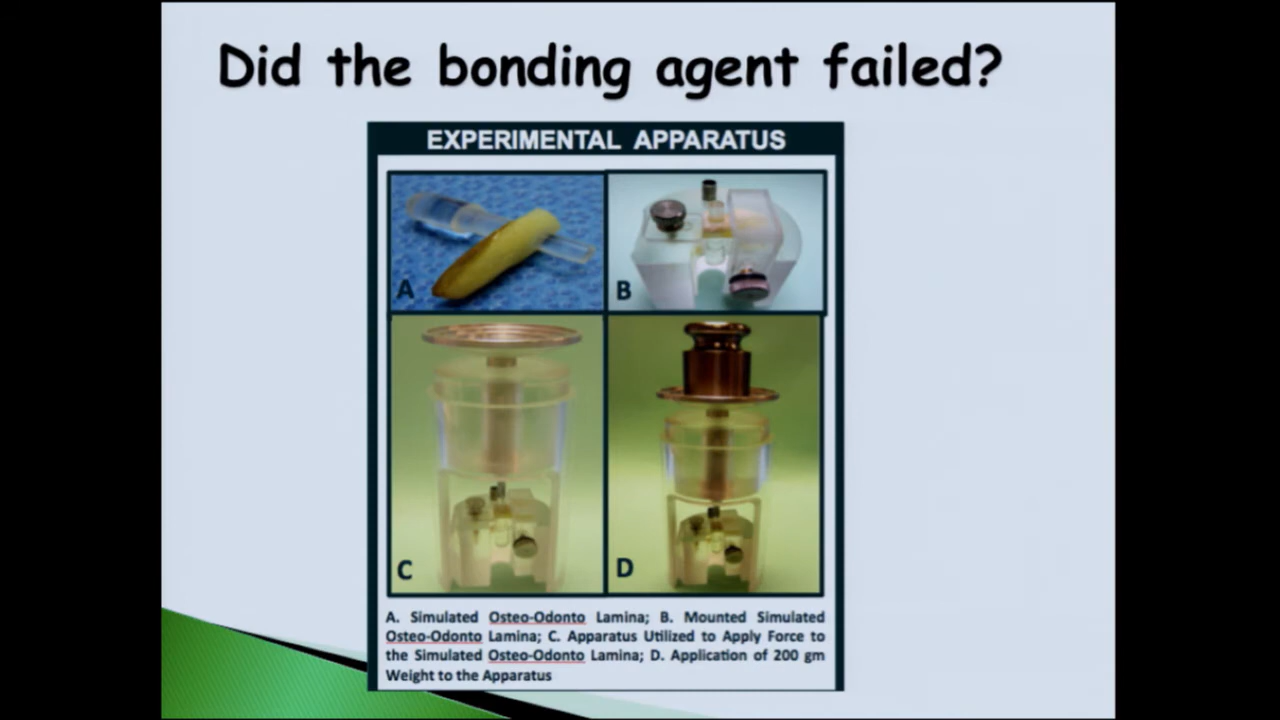 Did the bonding agent failed?
EXPERIMENTAL APPARATUS
A
B
C
D
A. Simulated Osteo-Odonto Lamina; B. Mounted Simulated
Osteo-Odonto Lamina; C. Apparatus Utilized to Apply Force to
the Simulated Osteo-Odonto Lamina; D. Application of 200 gm
Weight to the Apparatus